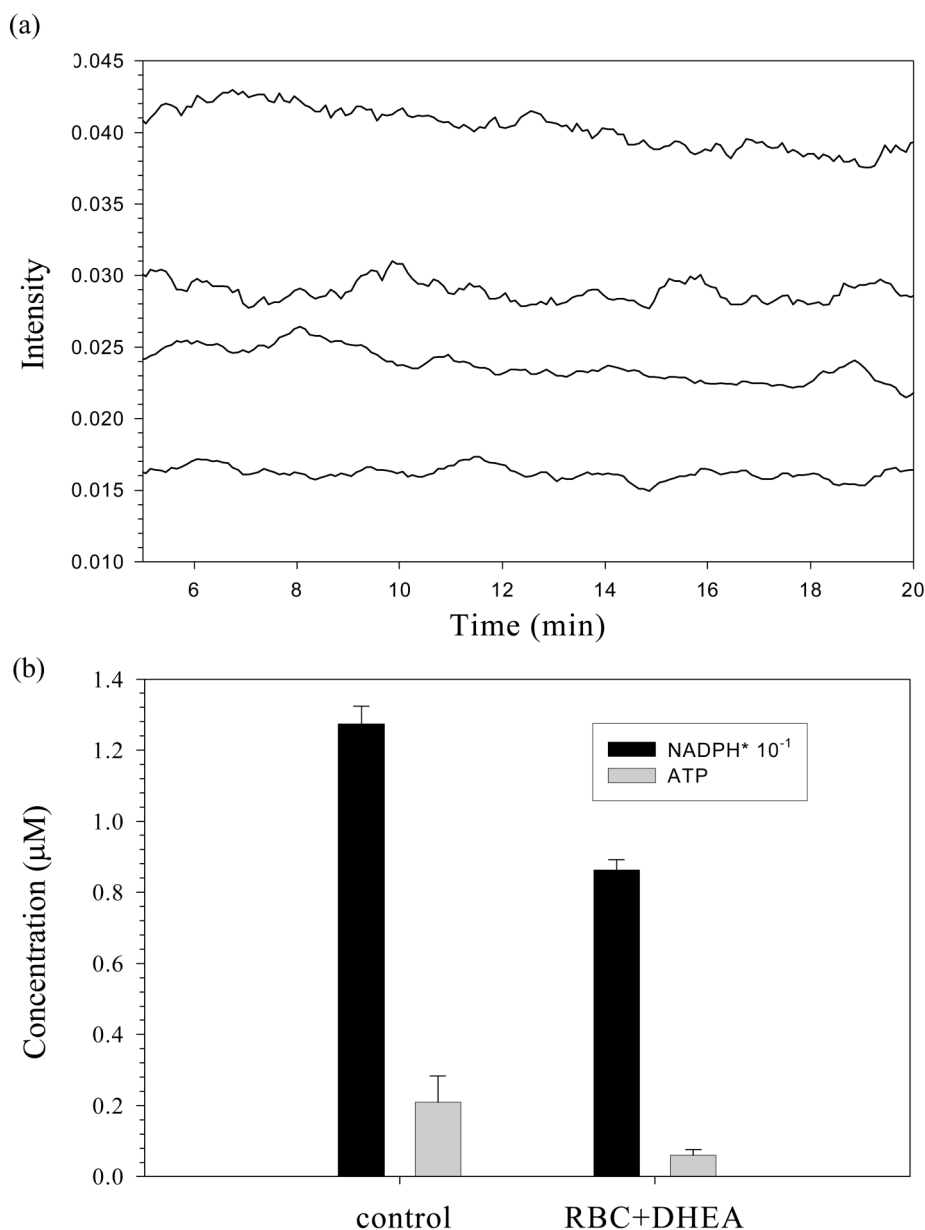 (a)
0.045
0.040
0.035
0.030
0.025
0.020
0.015
0.010
Intensity
6 8 10 12 14 16 18 20
Time (min)
(b)
1.4
1.2
1.0
0.8
0.6
0.4
0.2
0.0
Concentration (µM)
NADPH* 10⁻¹
ATP
control RBC+DHEA